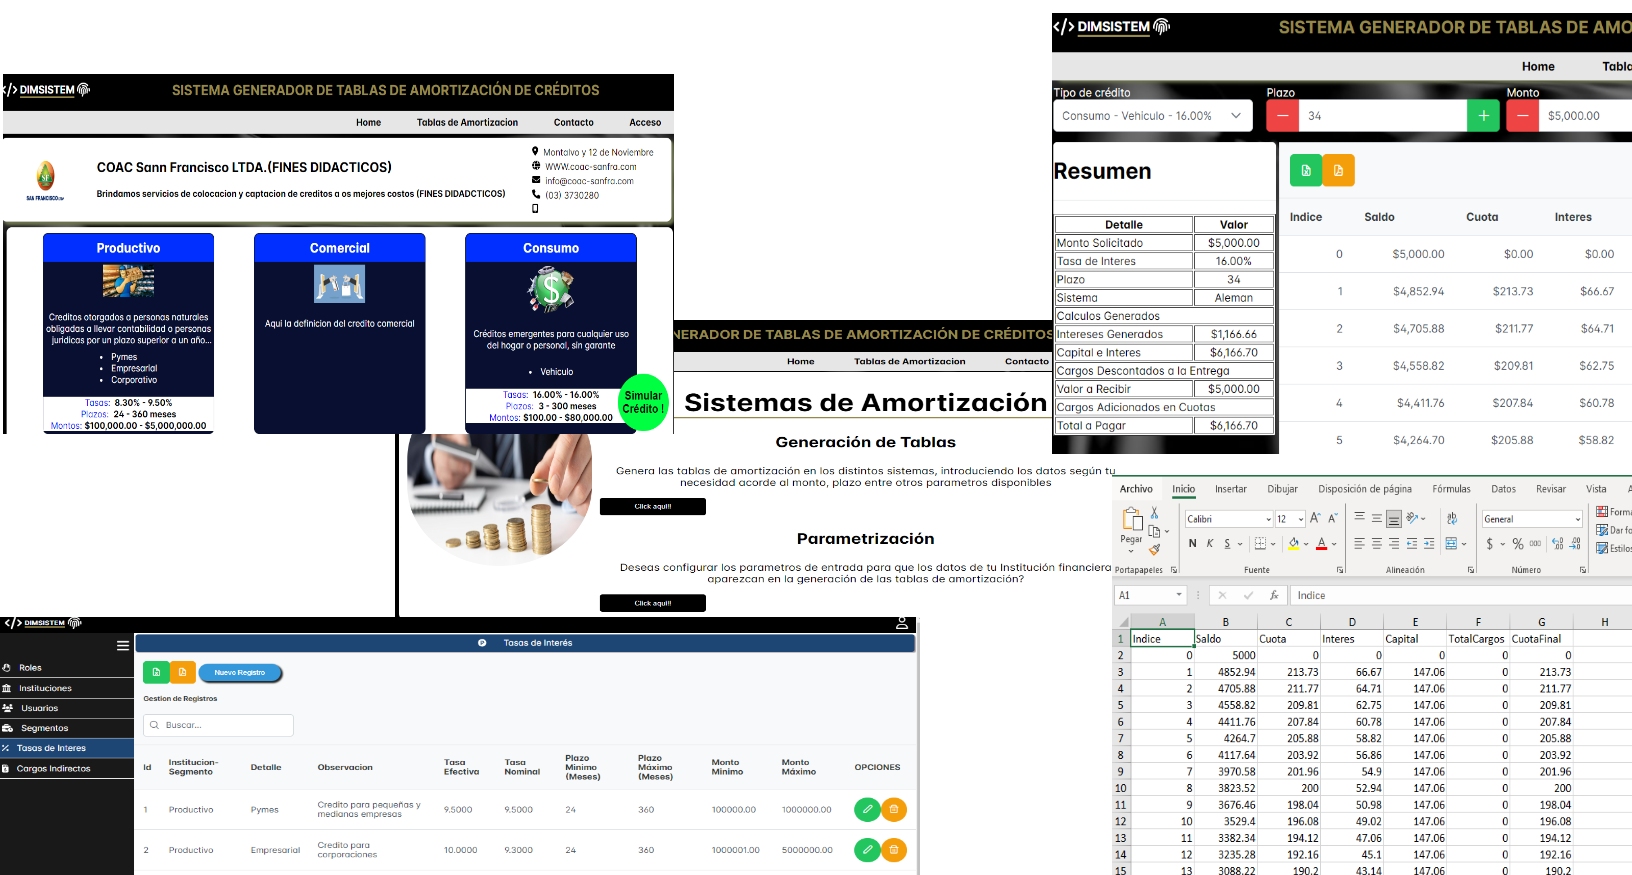 </> DIMSISTEM
SISTEMA GENERADOR DE TABLAS DE AMORTIZACIÓN DE CRÉDITOS
Home Tablas de Amortizacion Contacto Acceso
SF
SAN FRANCISCO LTDA
COAC Sann Francisco LTDA.(FINES DIDACTICOS)
Brindamos servicios de colocacion y captacion de creditos a os mejores costos (FINES DIDADCTICOS)
Montalvo y 12 de Noviembre
WWW.coac-sanfra.com
info@coac-sanfra.com
(03) 3730280
Productivo
Creditos otorgados a personas naturales
obligadas a llevar contabilidad o personas
juridicas por un plazo superior a un año...
• Pymes
• Empresarial
• Corporativo
Tasas: 8.30% - 9.50%
Plazos: 24 - 360 meses
Montos: $100,000.00 - $5,000,000.00
Comercial
Aqui la definicion del credito comercial
Consumo
$
Créditos emergentes para cualquier uso
del hogar o personal, sin garante
• Vehiculo
Tasas: 16.00% - 16.00%
Plazos: 3 - 300 meses
Montos: $100.00 - $80,000.00
Simular
Crédito !
NERADOR DE TABLAS DE AMORTIZACIÓN DE CRÉDITOS
Home Tablas de Amortizacion Contacto
Sistemas de Amortización
Generación de Tablas
Genera las tablas de amortización en los distintos sistemas, introduciendo los datos según tu
necesidad acorde al monto, plazo entre otros parametros disponibles
Click aquí!!
Parametrización
Deseas configurar los parametros de entrada para que los datos de tu Institución financiera
aparezcan en la generación de las tablas de amortización?
Click aquí!!
</> DIMSISTEM
SISTEMA GENERADOR DE TABLAS DE AMO
Home Tabla
Tipo de crédito Plazo Monto
Consumo - Vehiculo - 16.00% 34 $5,000.00
Resumen
Detalle Valor
Monto Solicitado $5,000.00
Tasa de Interes 16.00%
Plazo 34
Sistema Aleman
Calculos Generados
Intereses Generados $1,166.66
Capital e Interes $6,166.70
Cargos Descontados a la Entrega
Valor a Recibir $5,000.00
Cargos Adicionados en Cuotas
Total a Pagar $6,166.70
Indice Saldo Cuota Interes
0 $5,000.00 $0.00 $0.00
1 $4,852.94 $213.73 $66.67
2 $4,705.88 $211.77 $64.71
3 $4,558.82 $209.81 $62.75
4 $4,411.76 $207.84 $60.78
5 $4,264.70 $205.88 $58.82
</> DIMSISTEM
Roles
Instituciones
Usuarios
Segmentos
Tasas de Interes
Cargos Indirectos
Tasas de Interés
Nuevo Registro
Gestion de Registros
Buscar...
Id Institucion-Segmento Detalle Observacion Tasa Efectiva Tasa Nominal Plazo Minimo (Meses) Plazo Máximo (Meses) Monto Minimo Monto Máximo OPCIONES
1 Productivo Pymes Credito para pequeñas y medianas empresas 9.5000 9.5000 24 360 100000.00 1000000.00
2 Productivo Empresarial Credito para corporaciones 10.0000 9.3000 24 360 1000001.00 5000000.00
Archivo Inicio Insertar Dibujar Disposición de página Fórmulas Datos Revisar Vista A
Pegar
Calibri 12 A A
N K S
ab
General
$ % 000
Forma
Dar fo
Estilos
Portapapeles Fuente Alineación Número
A1 fx Indice
A B C D E F G H
1 Indice Saldo Cuota Interes Capital TotalCargos CuotaFinal
2 0 5000 0 0 0 0 0
3 1 4852.94 213.73 66.67 147.06 0 213.73
4 2 4705.88 211.77 64.71 147.06 0 211.77
5 3 4558.82 209.81 62.75 147.06 0 209.81
6 4 4411.76 207.84 60.78 147.06 0 207.84
7 5 4264.7 205.88 58.82 147.06 0 205.88
8 6 4117.64 203.92 56.86 147.06 0 203.92
9 7 3970.58 201.96 54.9 147.06 0 201.96
10 8 3823.52 200 52.94 147.06 0 200
11 9 3676.46 198.04 50.98 147.06 0 198.04
12 10 3529.4 196.08 49.02 147.06 0 196.08
13 11 3382.34 194.12 47.06 147.06 0 194.12
14 12 3235.28 192.16 45.1 147.06 0 192.16
15 13 3088.22 190.2 43.14 147.06 0 190.2